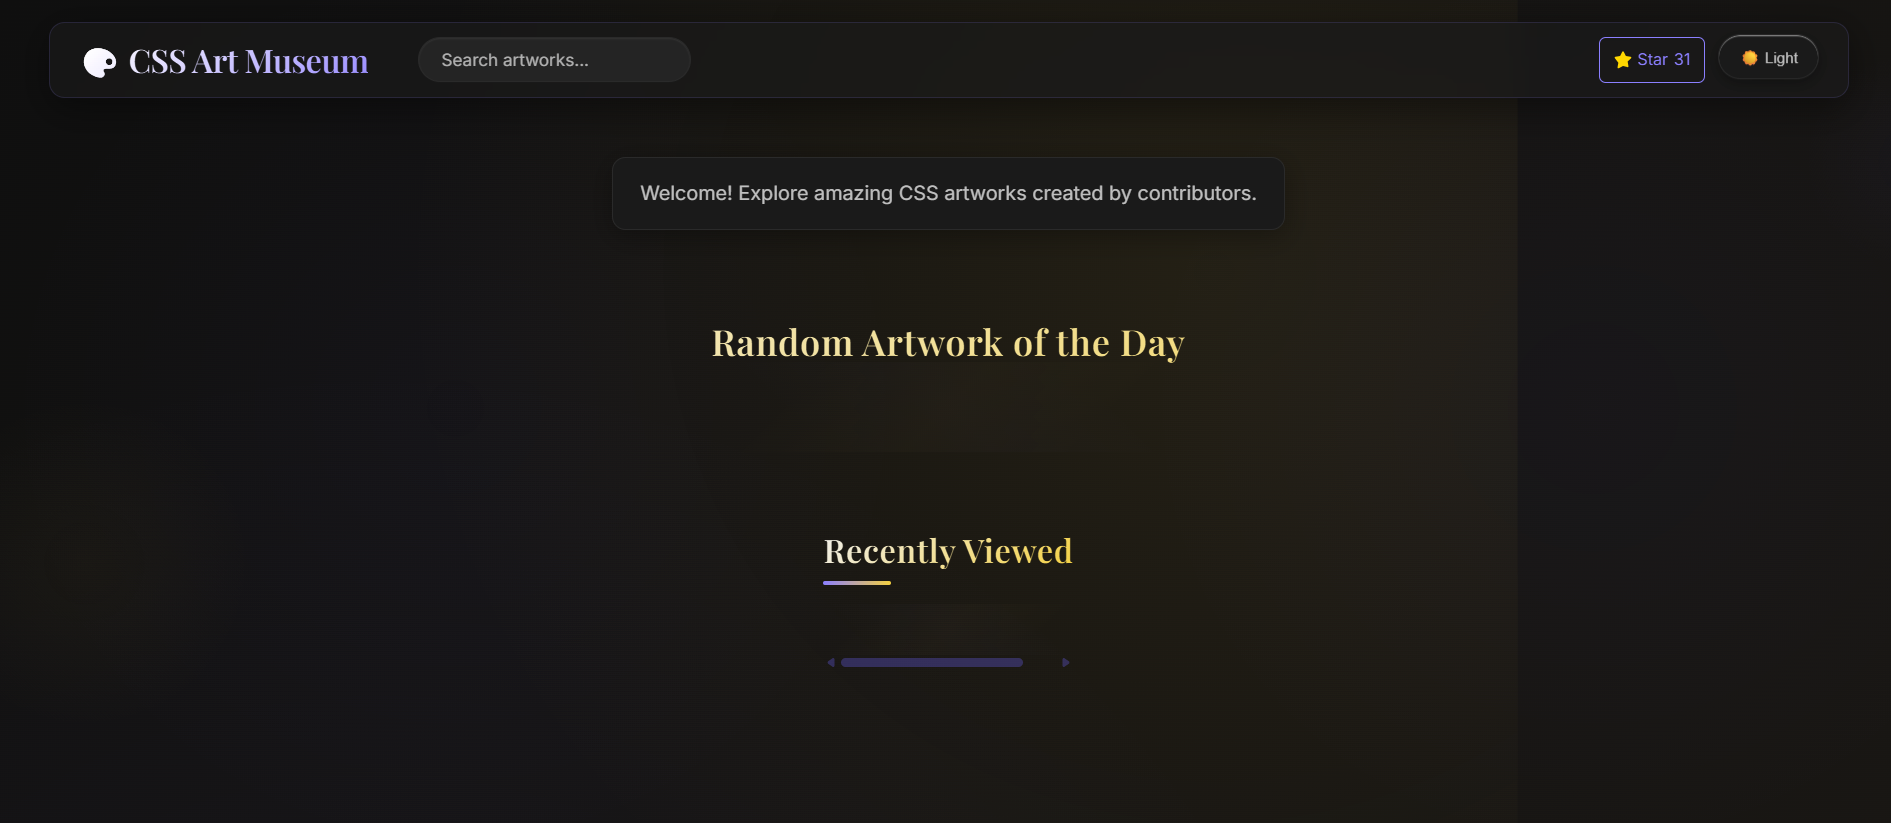 CSS Art Museum
Search artworks...
Star 31
Light
Welcome! Explore amazing CSS artworks created by contributors.
Random Artwork of the Day
Recently Viewed